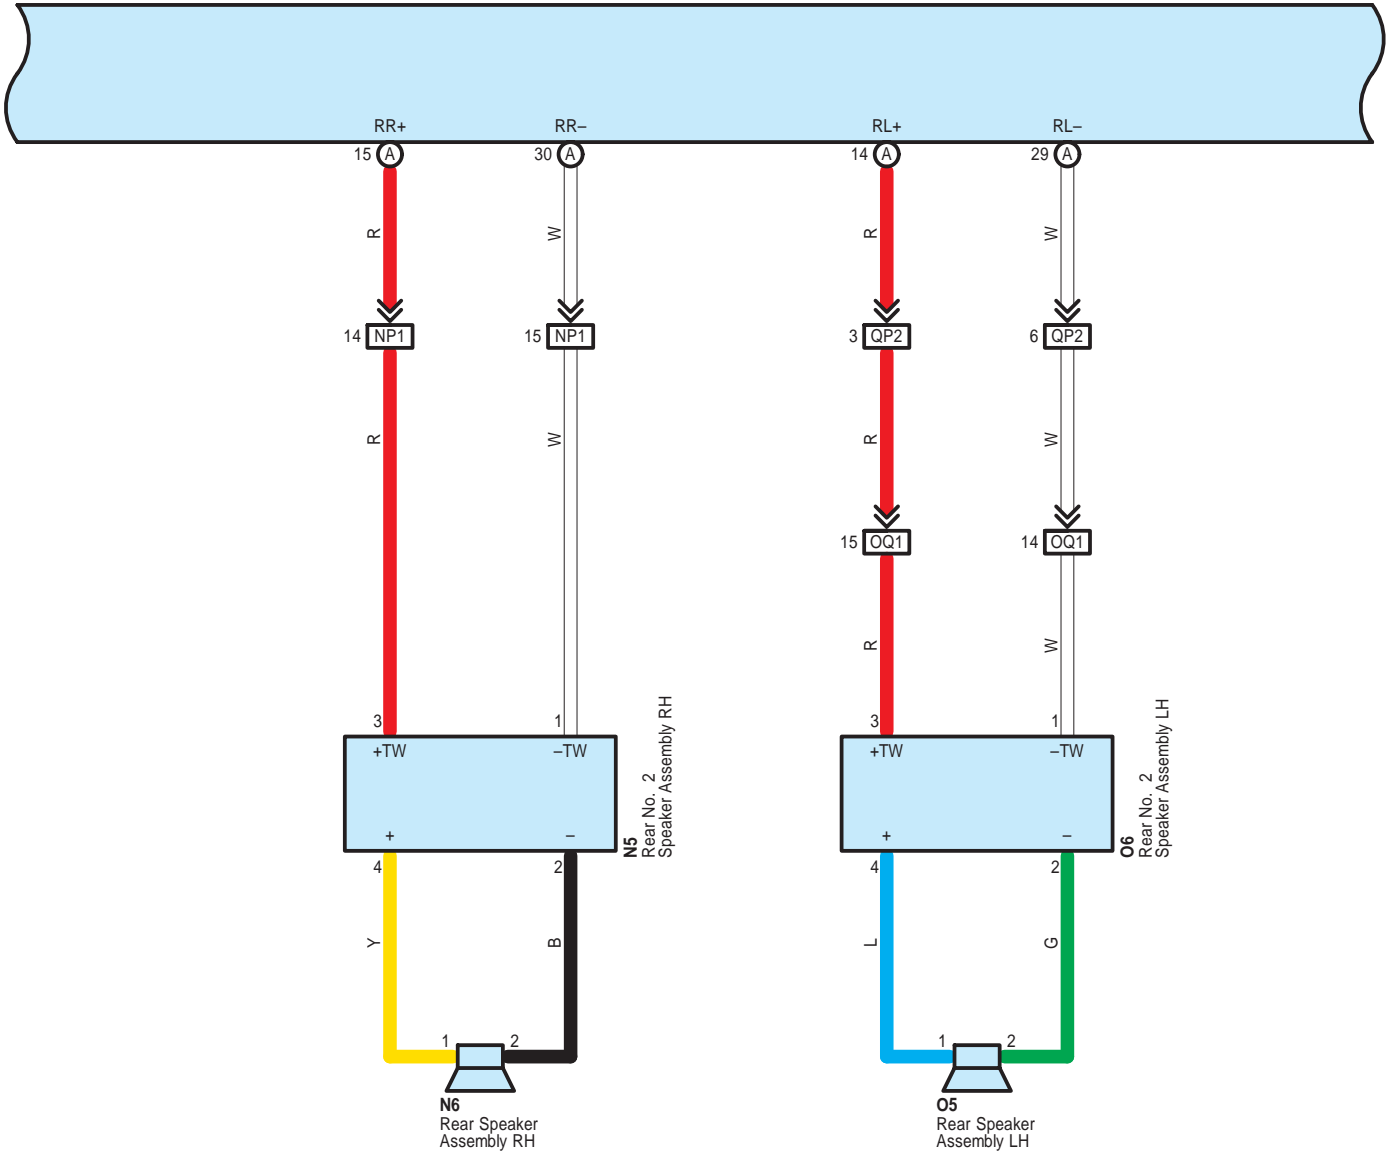 RR+ RR– RL+ RL–
15 A 30 A 14 A 29 A
R W R W
14 NP1 15 NP1 3 QP2 6 QP2
R W R W
15 OQ1 14 OQ1
R W
3 1 3 1
+TW –TW +TW –TW
+ – + –
N5
Rear No. 2
Speaker Assembly RH
O6
Rear No. 2
Speaker Assembly LH
4 2 4 2
Y B L G
1 2 1 2
N6
Rear Speaker
Assembly RH
O5
Rear Speaker
Assembly LH